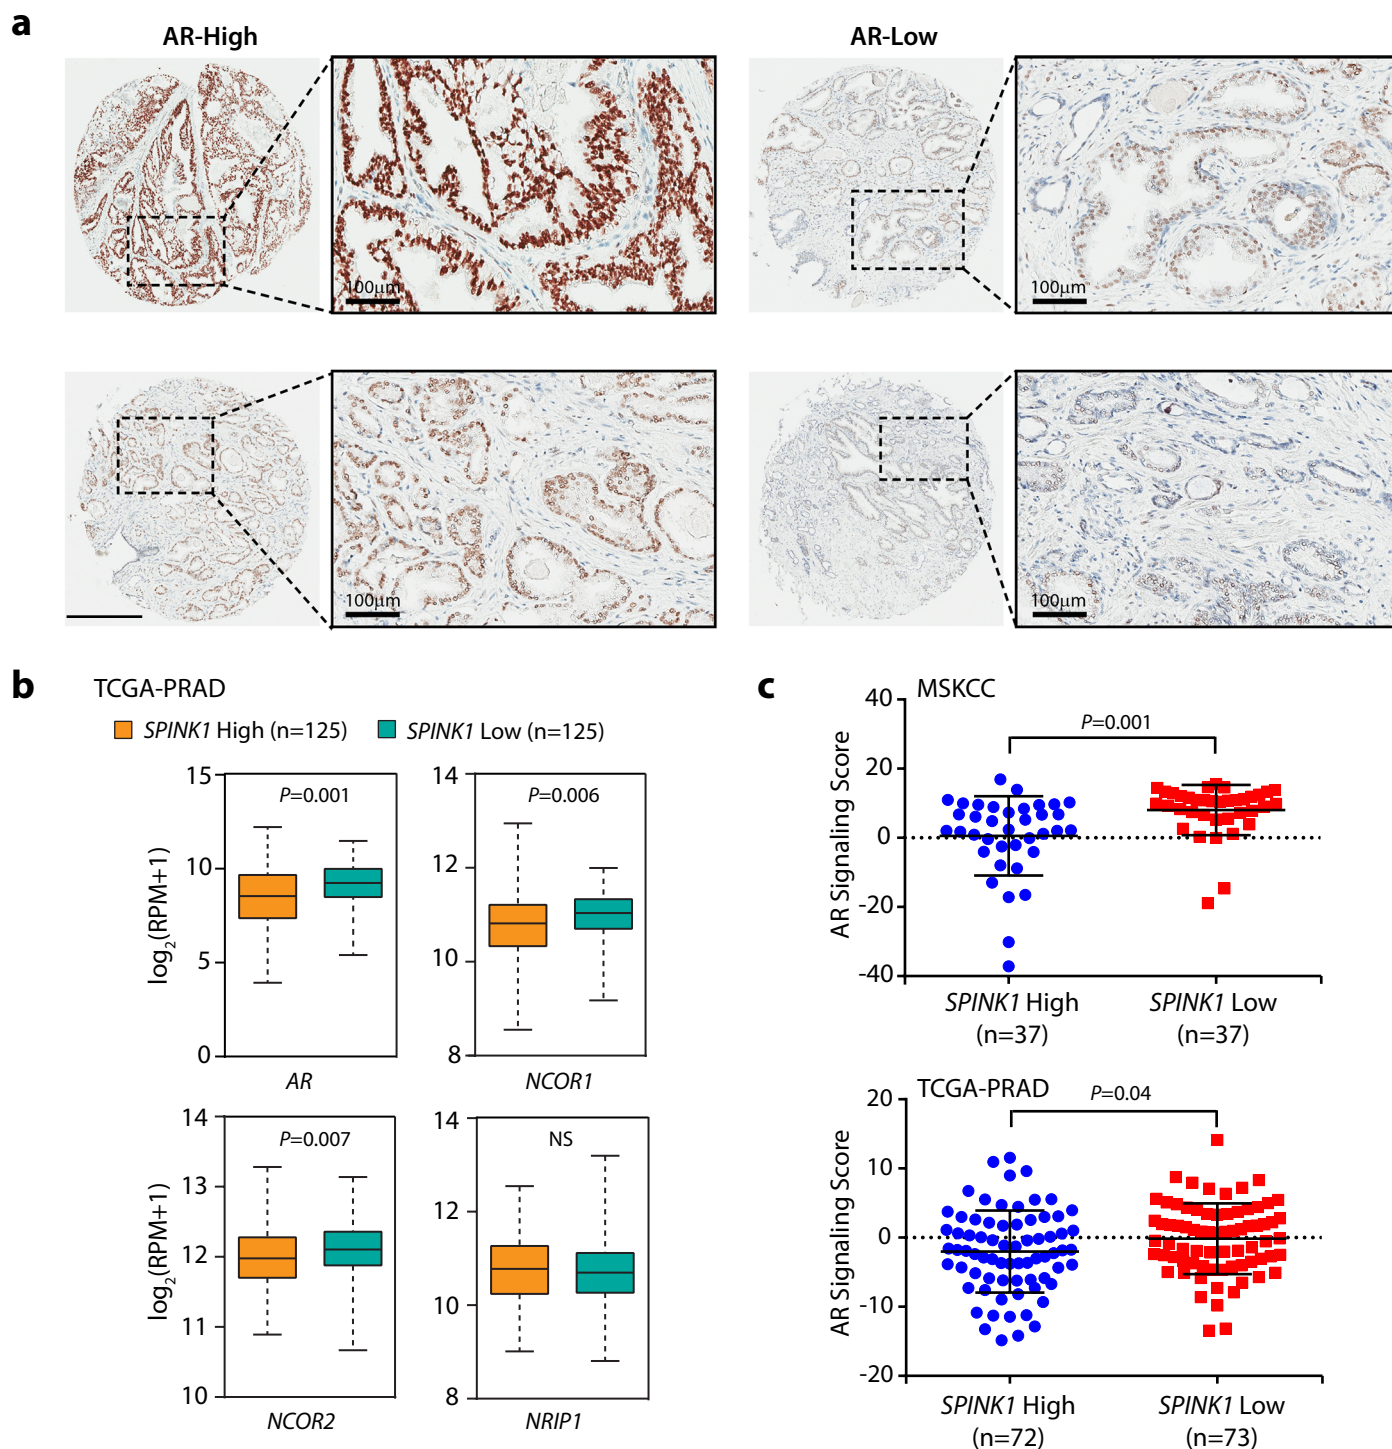 a
AR-High
AR-Low
100μm
100μm
100μm
100μm
b
TCGA-PRAD
SPINK1 High (n=125)
SPINK1 Low (n=125)
log2(RPM+1)
15
10
5
0
P=0.001
AR
14
12
10
8
P=0.006
NCOR1
log2(RPM+1)
14
13
12
11
10
P=0.007
NCOR2
14
12
10
8
NS
NRIP1
c
MSKCC
AR Signaling Score
40
20
0
-20
-40
P=0.001
SPINK1 High
(n=37)
SPINK1 Low
(n=37)
TCGA-PRAD
AR Signaling Score
20
10
0
-10
-20
P=0.04
SPINK1 High
(n=72)
SPINK1 Low
(n=73)